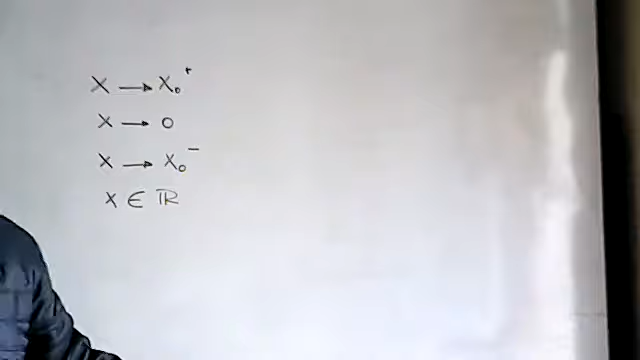 X → X₀⁺
X → 0
X → X₀⁻
X ∈ ℝ